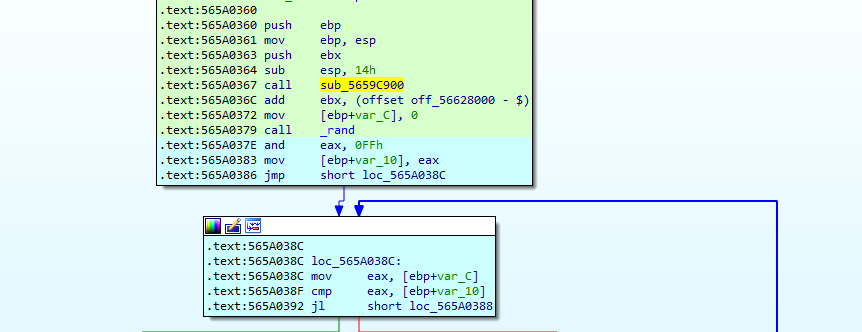 .text:565A0360
.text:565A0360 push ebp
.text:565A0361 mov ebp, esp
.text:565A0363 push ebx
.text:565A0364 sub esp, 14h
.text:565A0367 call sub_5659C900
.text:565A036C add ebx, (offset off_56628000 - $)
.text:565A0372 mov [ebp+var_C], 0
.text:565A0379 call _rand
.text:565A037E and eax, 0FFh
.text:565A0383 mov [ebp+var_10], eax
.text:565A0386 jmp short loc_565A038C
.text:565A038C
.text:565A038C loc_565A038C:
.text:565A038C mov eax, [ebp+var_C]
.text:565A038F cmp eax, [ebp+var_10]
.text:565A0392 jl short loc_565A0388